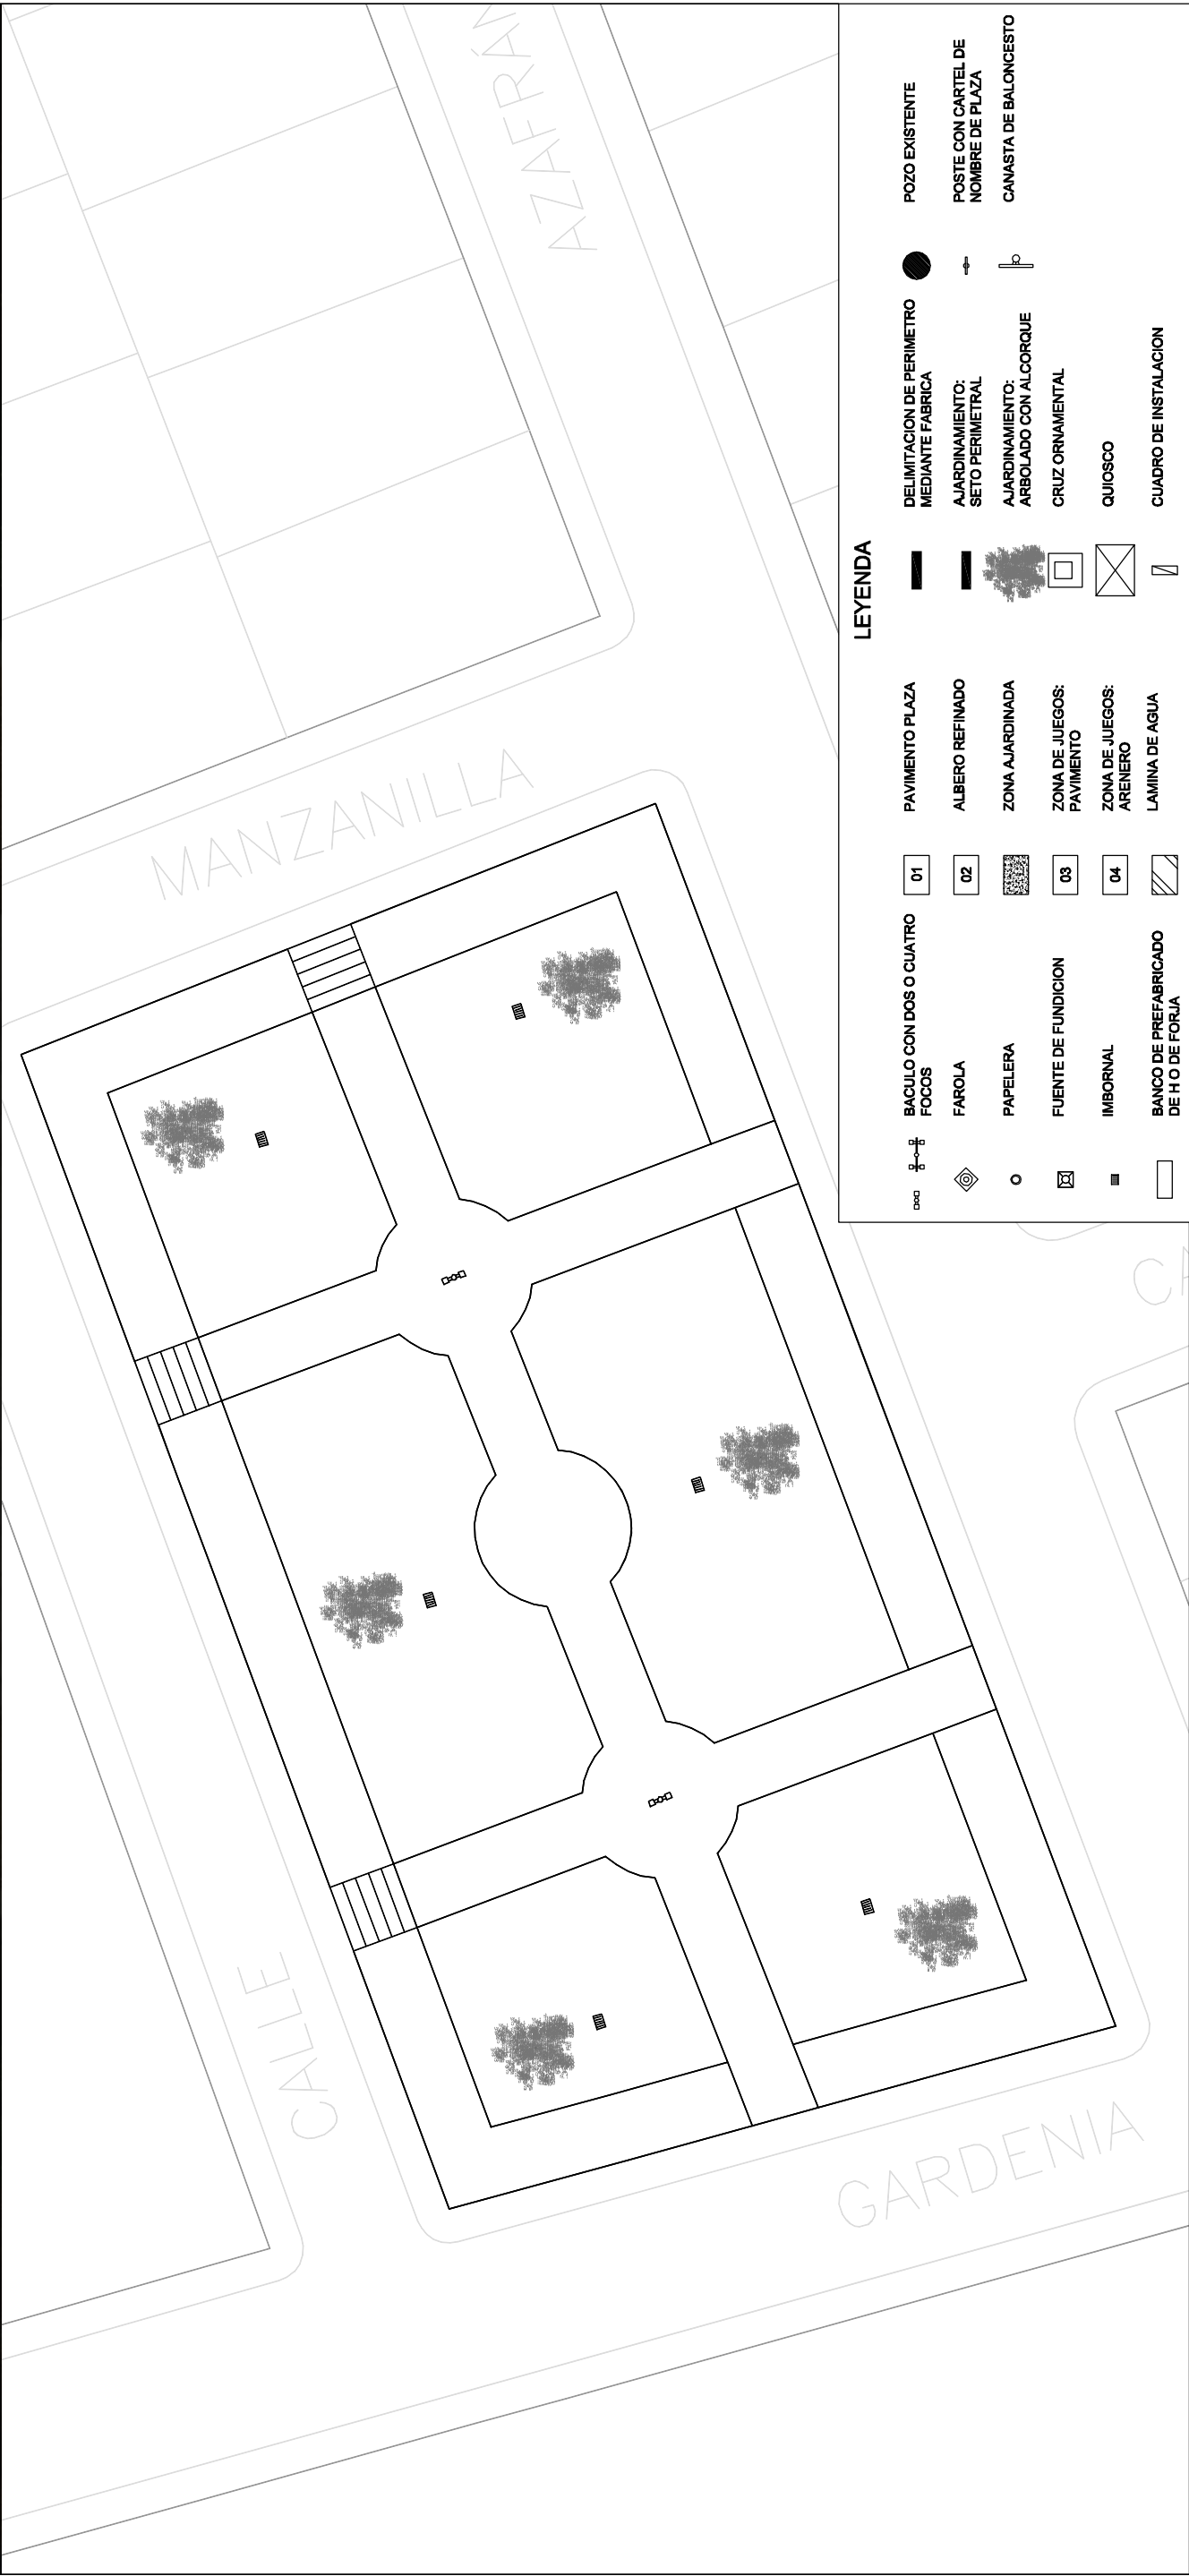 AZAFRÁN
MANZANILLA
CALLE
GARDENIA
CA
LEYENDA
BACULO CON DOS O CUATRO
FOCOS
FAROLA
PAPELERA
FUENTE DE FUNDICION
IMBORNAL
BANCO DE PREFABRICADO
DE H O DE FORJA
01
PAVIMENTO PLAZA
02
ALBERO REFINADO
ZONA AJARDINADA
03
ZONA DE JUEGOS:
PAVIMENTO
04
ZONA DE JUEGOS:
ARENERO
LAMINA DE AGUA
DELIMITACION DE PERIMETRO
MEDIANTE FABRICA
AJARDINAMIENTO:
SETO PERIMETRAL
AJARDINAMIENTO:
ARBOLADO CON ALCORQUE
CRUZ ORNAMENTAL
QUIOSCO
CUADRO DE INSTALACION
POZO EXISTENTE
POSTE CON CARTEL DE
NOMBRE DE PLAZA
CANASTA DE BALONCESTO